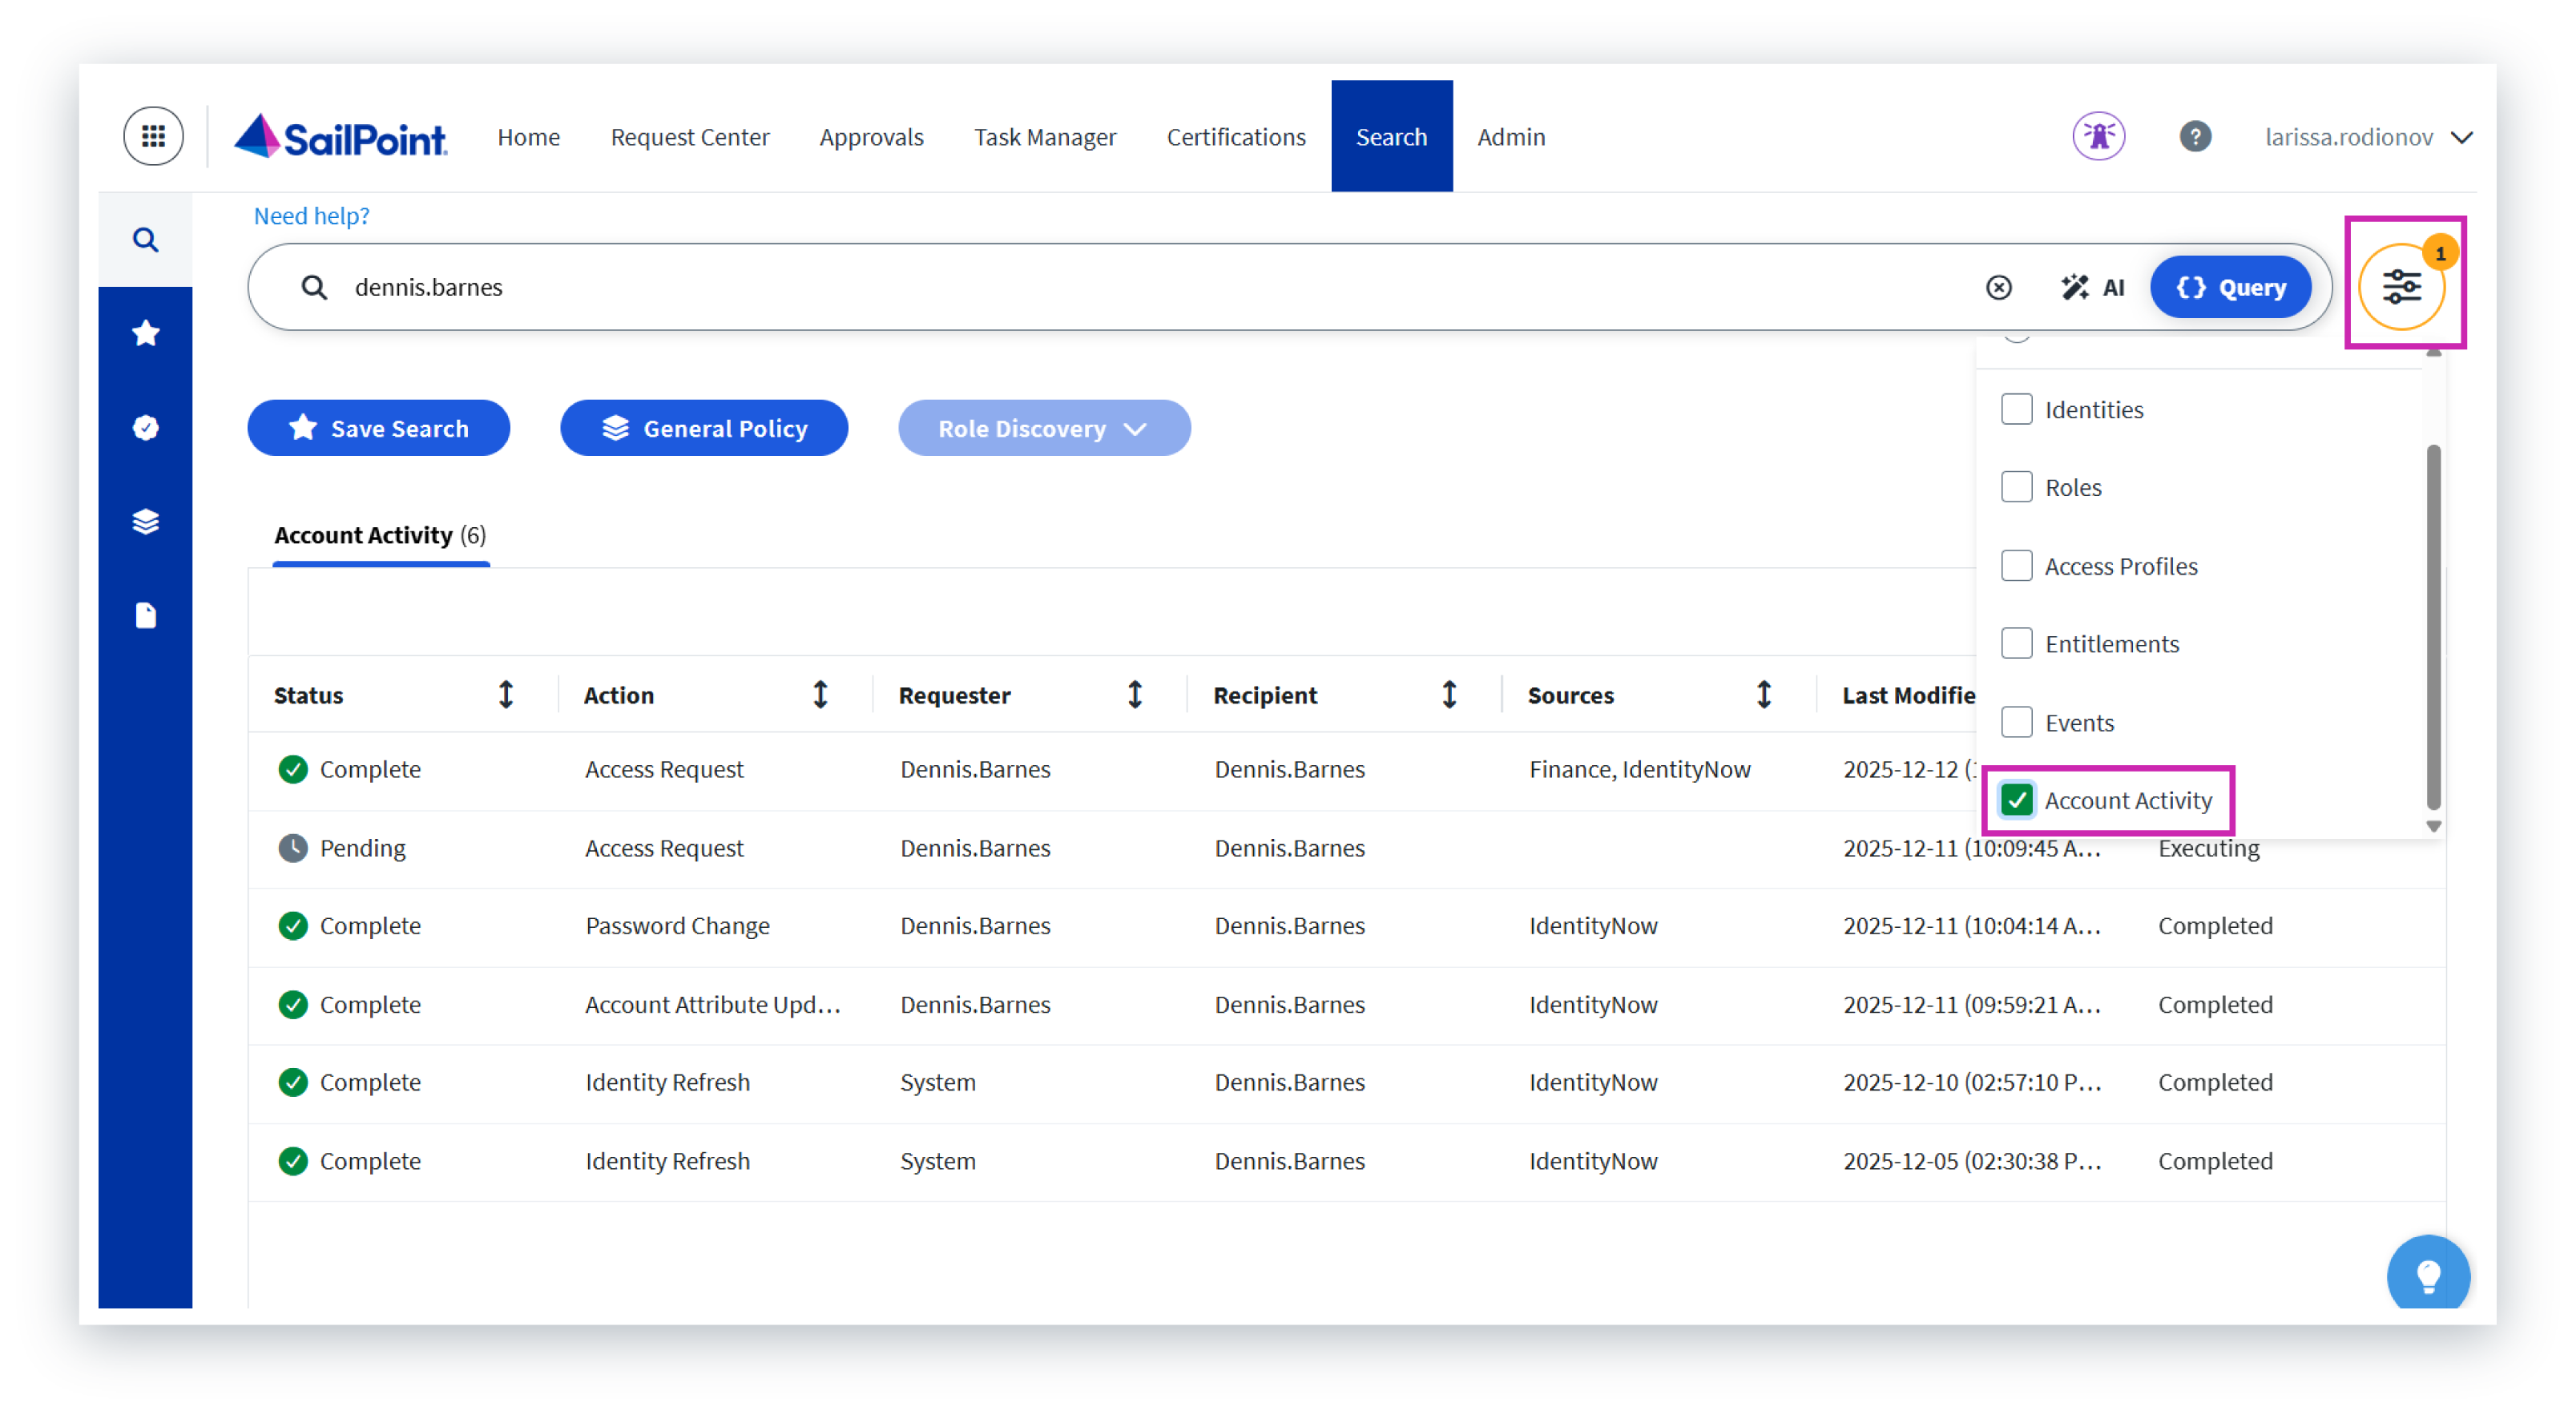 SailPoint Home Request Center Approvals Task Manager Certifications Search Admin ? larissa.rodionov
Need help?
dennis.barnes AI {} Query 1
Save Search General Policy Role Discovery
Identities
Roles
Access Profiles
Entitlements
Events
Account Activity
Account Activity (6)
Status Action Requester Recipient Sources Last Modifie
Complete Access Request Dennis.Barnes Dennis.Barnes Finance, IdentityNow 2025-12-12 (
Pending Access Request Dennis.Barnes Dennis.Barnes 2025-12-11 (10:09:45 A... Executing
Complete Password Change Dennis.Barnes Dennis.Barnes IdentityNow 2025-12-11 (10:04:14 A... Completed
Complete Account Attribute Upd... Dennis.Barnes Dennis.Barnes IdentityNow 2025-12-11 (09:59:21 A... Completed
Complete Identity Refresh System Dennis.Barnes IdentityNow 2025-12-10 (02:57:10 P... Completed
Complete Identity Refresh System Dennis.Barnes IdentityNow 2025-12-05 (02:30:38 P... Completed